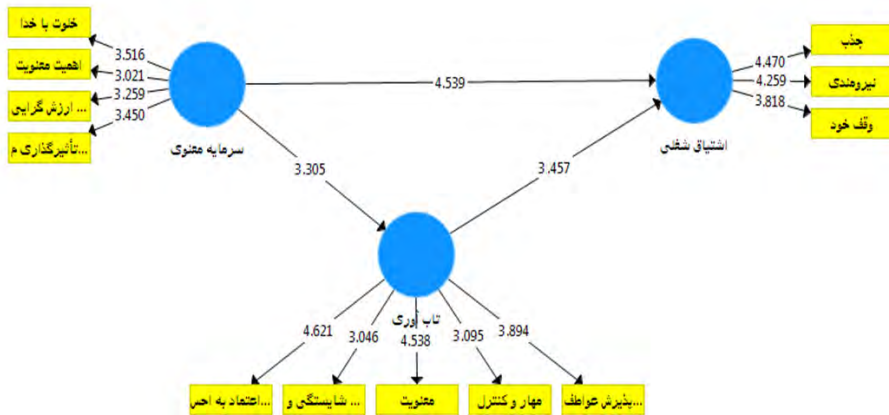 خلوت با خدا
اهمیت معنویت
ارزش گرایی ...
تأثیرگذاری م...
3.516
3.021
3.259
3.450
سرمایه معنوی
4.539
3.305
3.457
اشتیاق شغلی
4.470
4.259
3.818
جذب
نیرومندی
وقف خود
تاب آوری
4.621
3.046
4.538
3.095
3.894
اعتماد به احس...
شایستگی و ...
معنویت
مهار و کنترل
پذیرش عواطف...